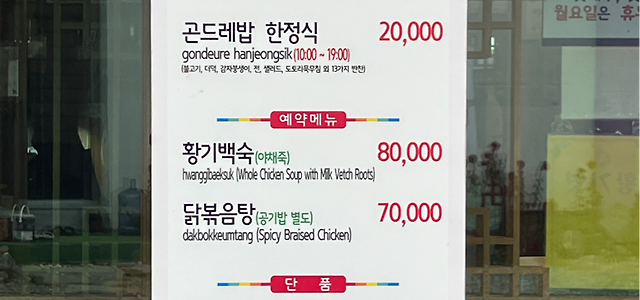 곤드레밥 한정식 20,000
gondeure hanjeongsik (10:00 ~ 19:00)
(불고기, 더덕, 감자붕생이, 전, 샐러드, 도토리묵무침 외 13가지 반찬)
예약메뉴
황기백숙(야채죽) 80,000
hwanggibaeksuk (Whole Chicken Soup with Milk Vetch Roots)
닭볶음탕(공기밥 별도) 70,000
dakbokkeumtang (Spicy Braised Chicken)
단 품
월요일은